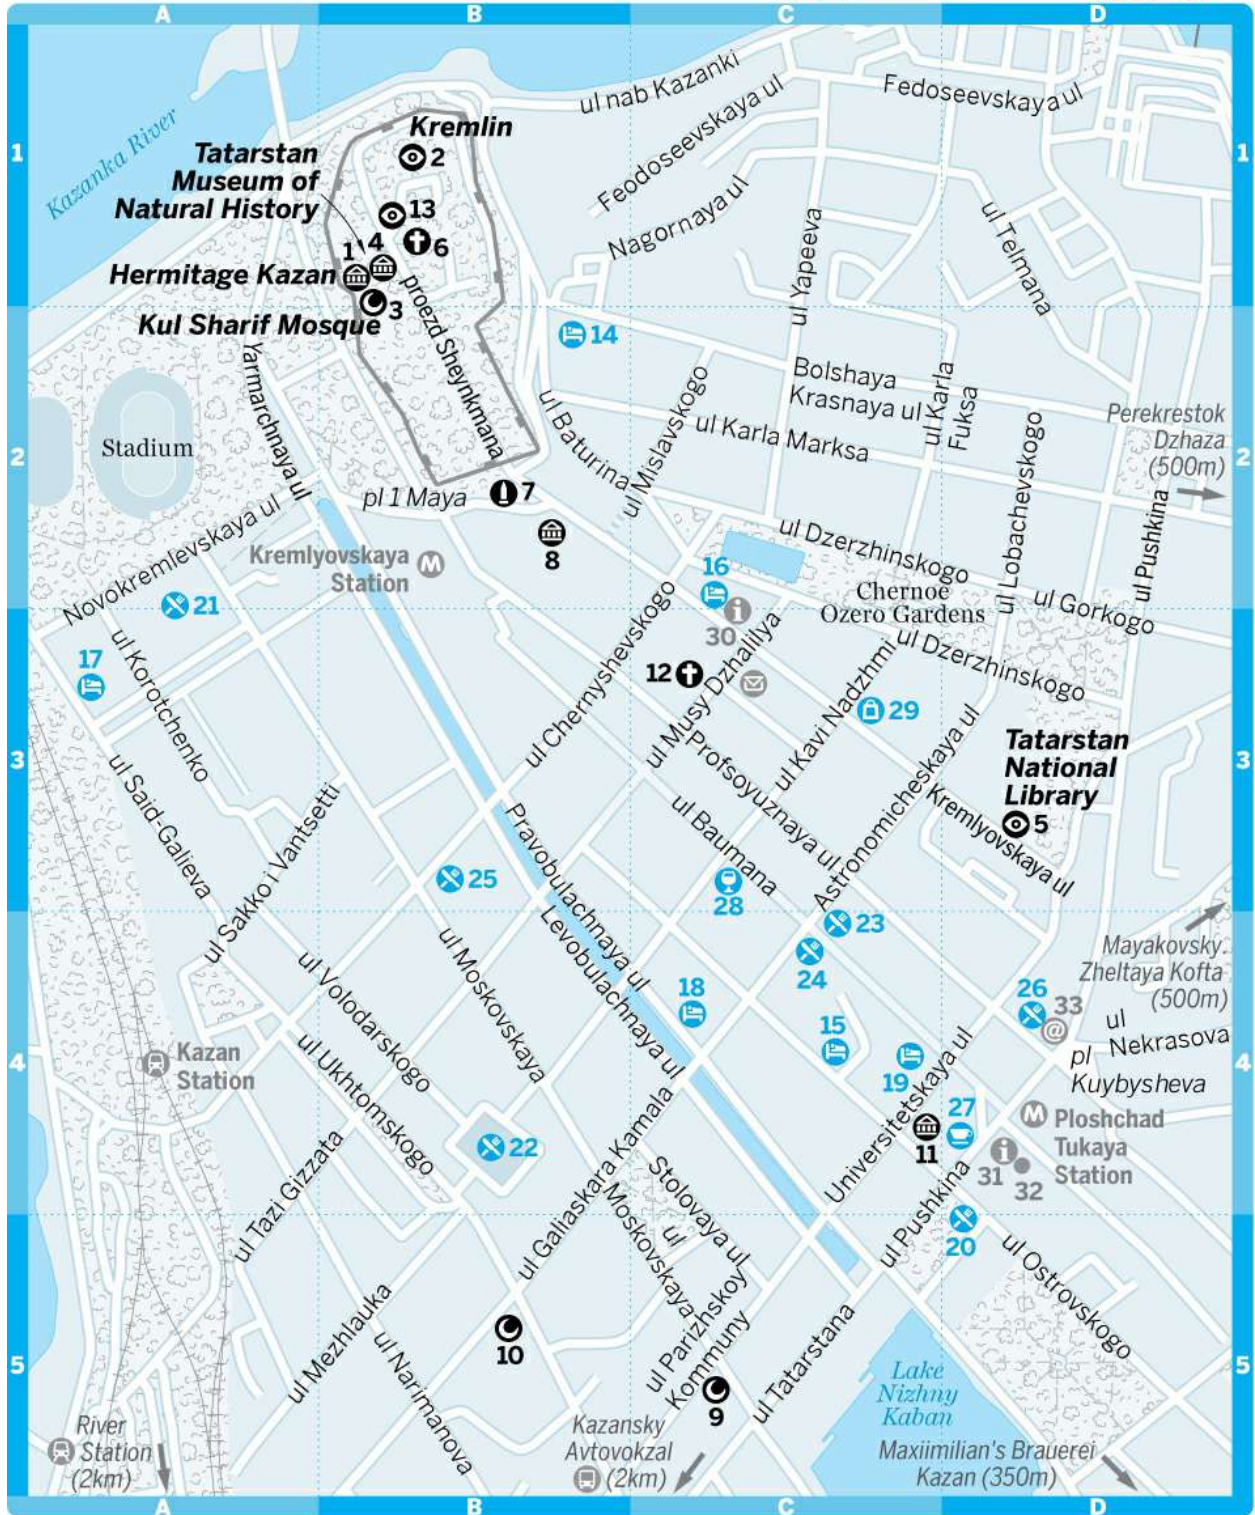 A
B
C
D
1
1
Kazanka River
ul nab Kazanki
Fedoseevskaya ul
Feodoseevskaya ul
Kremlin
2
Tatarstan
Museum of
Natural History
13
6
4
1
Hermitage Kazan
3
Kul Sharif Mosque
proezd Sheynkmana
Nagornaya ul
ul Yapeeva
ul Telmana
14
Yarmarchnaya ul
Stadium
2
2
Bolshaya
Krasnaya ul
ul Karla
Fuksa
ul Karla Marksa
ul Baturina
ul Mislavskogo
ul Lobachevskogo
Perekrestok
Dzhaza
(500m)
ul Pushkina
pl 1 Maya
7
8
Novokremlevskaya ul
Kremlyovskaya
Station
M
ul Dzerzhinskogo
16
Chernoe
Ozero Gardens
ul Gorkogo
21
30
ul Dzerzhinskogo
17
ul Korotchenko
ul Chernyshevskogo
12
ul Musy Dzhalilya
ul Kavi Nadzhmi
29
3
3
ul Said-Galieva
ul Sakko i Vantsetti
Profsoyuznaya ul
ul Baumana
Astronomicheskaya ul
Tatarstan
National
Library
5
Kremlyovskaya ul
Pravobulachnaya ul
25
28
23
24
Levobulachnaya ul
ul Moskovskaya
ul Volodarskogo
18
15
19
26
33
@
Mayakovsky.
Zheltaya Kofta
(500m)
ul
Nekrasova
pl
Kuybysheva
4
4
Kazan
Station
ul Ukhtomskogo
Universitetskaya ul
27
11
M
Ploshchad
Tukaya
Station
31
32
22
ul Galiaskara Kamala
Stolovaya ul
ul
Moskovskaya
ul Tazi Gizzata
ul Pushkina
20
ul Ostrovskogo
ul Mezhlauka
ul Narimanova
10
ul Parizhskoy
Kommuny
9
ul Tatarstana
5
5
Lake
Nizhny
Kaban
River
Station
(2km)
Kazansky
Avtovokzal
(2km)
Maxiimilian's Brauerei
Kazan (350m)
A
B
C
D